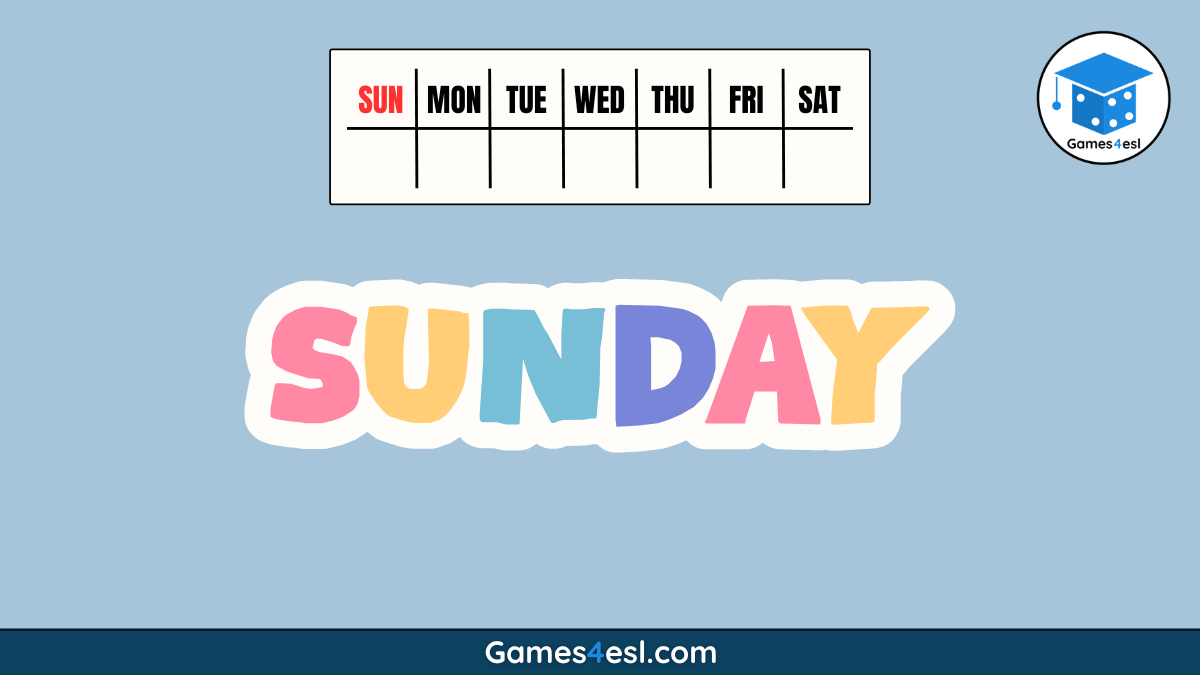 SUN MON TUE WED THU FRI SAT
Games4esl
SUNDAY
Games4esl.com